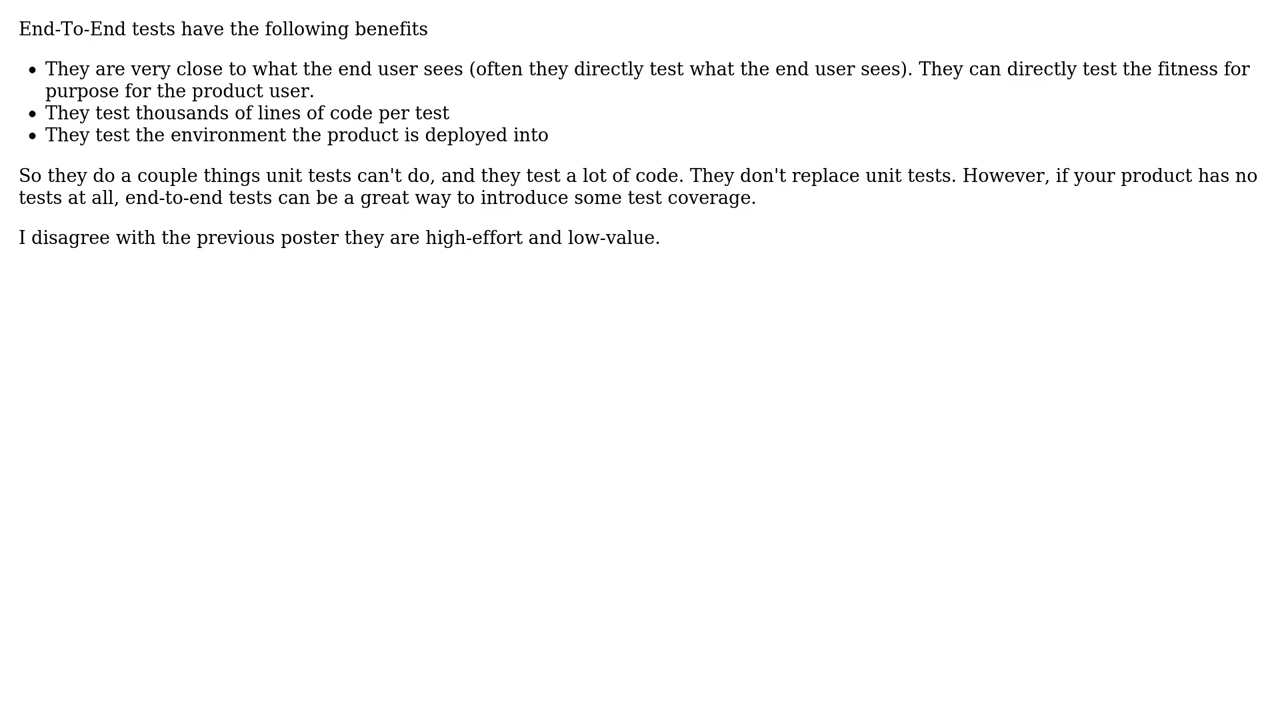 End-To-End tests have the following benefits
• They are very close to what the end user sees (often they directly test what the end user sees). They can directly test the fitness for
purpose for the product user.
• They test thousands of lines of code per test
• They test the environment the product is deployed into
So they do a couple things unit tests can't do, and they test a lot of code. They don't replace unit tests. However, if your product has no
tests at all, end-to-end tests can be a great way to introduce some test coverage.
I disagree with the previous poster they are high-effort and low-value.